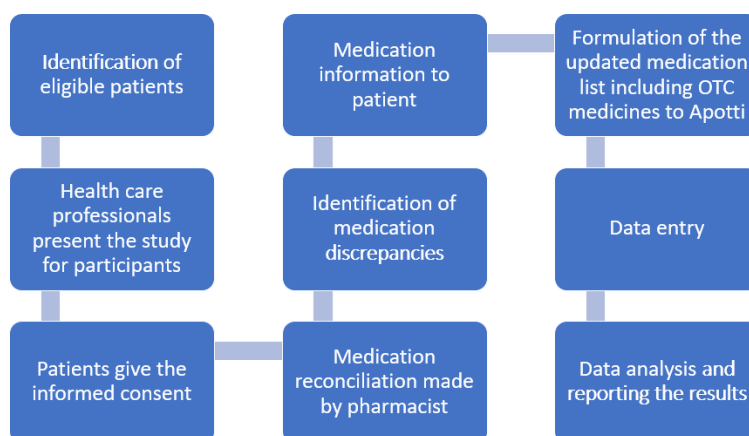 Identification of
eligible patients
Health care
professionals
present the study
for participants
Patients give the
informed consent
Medication
reconciliation made
by pharmacist
Identification of
medication
discrepancies
Medication
information to
patient
Formulation of the
updated medication
list including OTC
medicines to Apotti
Data entry
Data analysis and
reporting the results